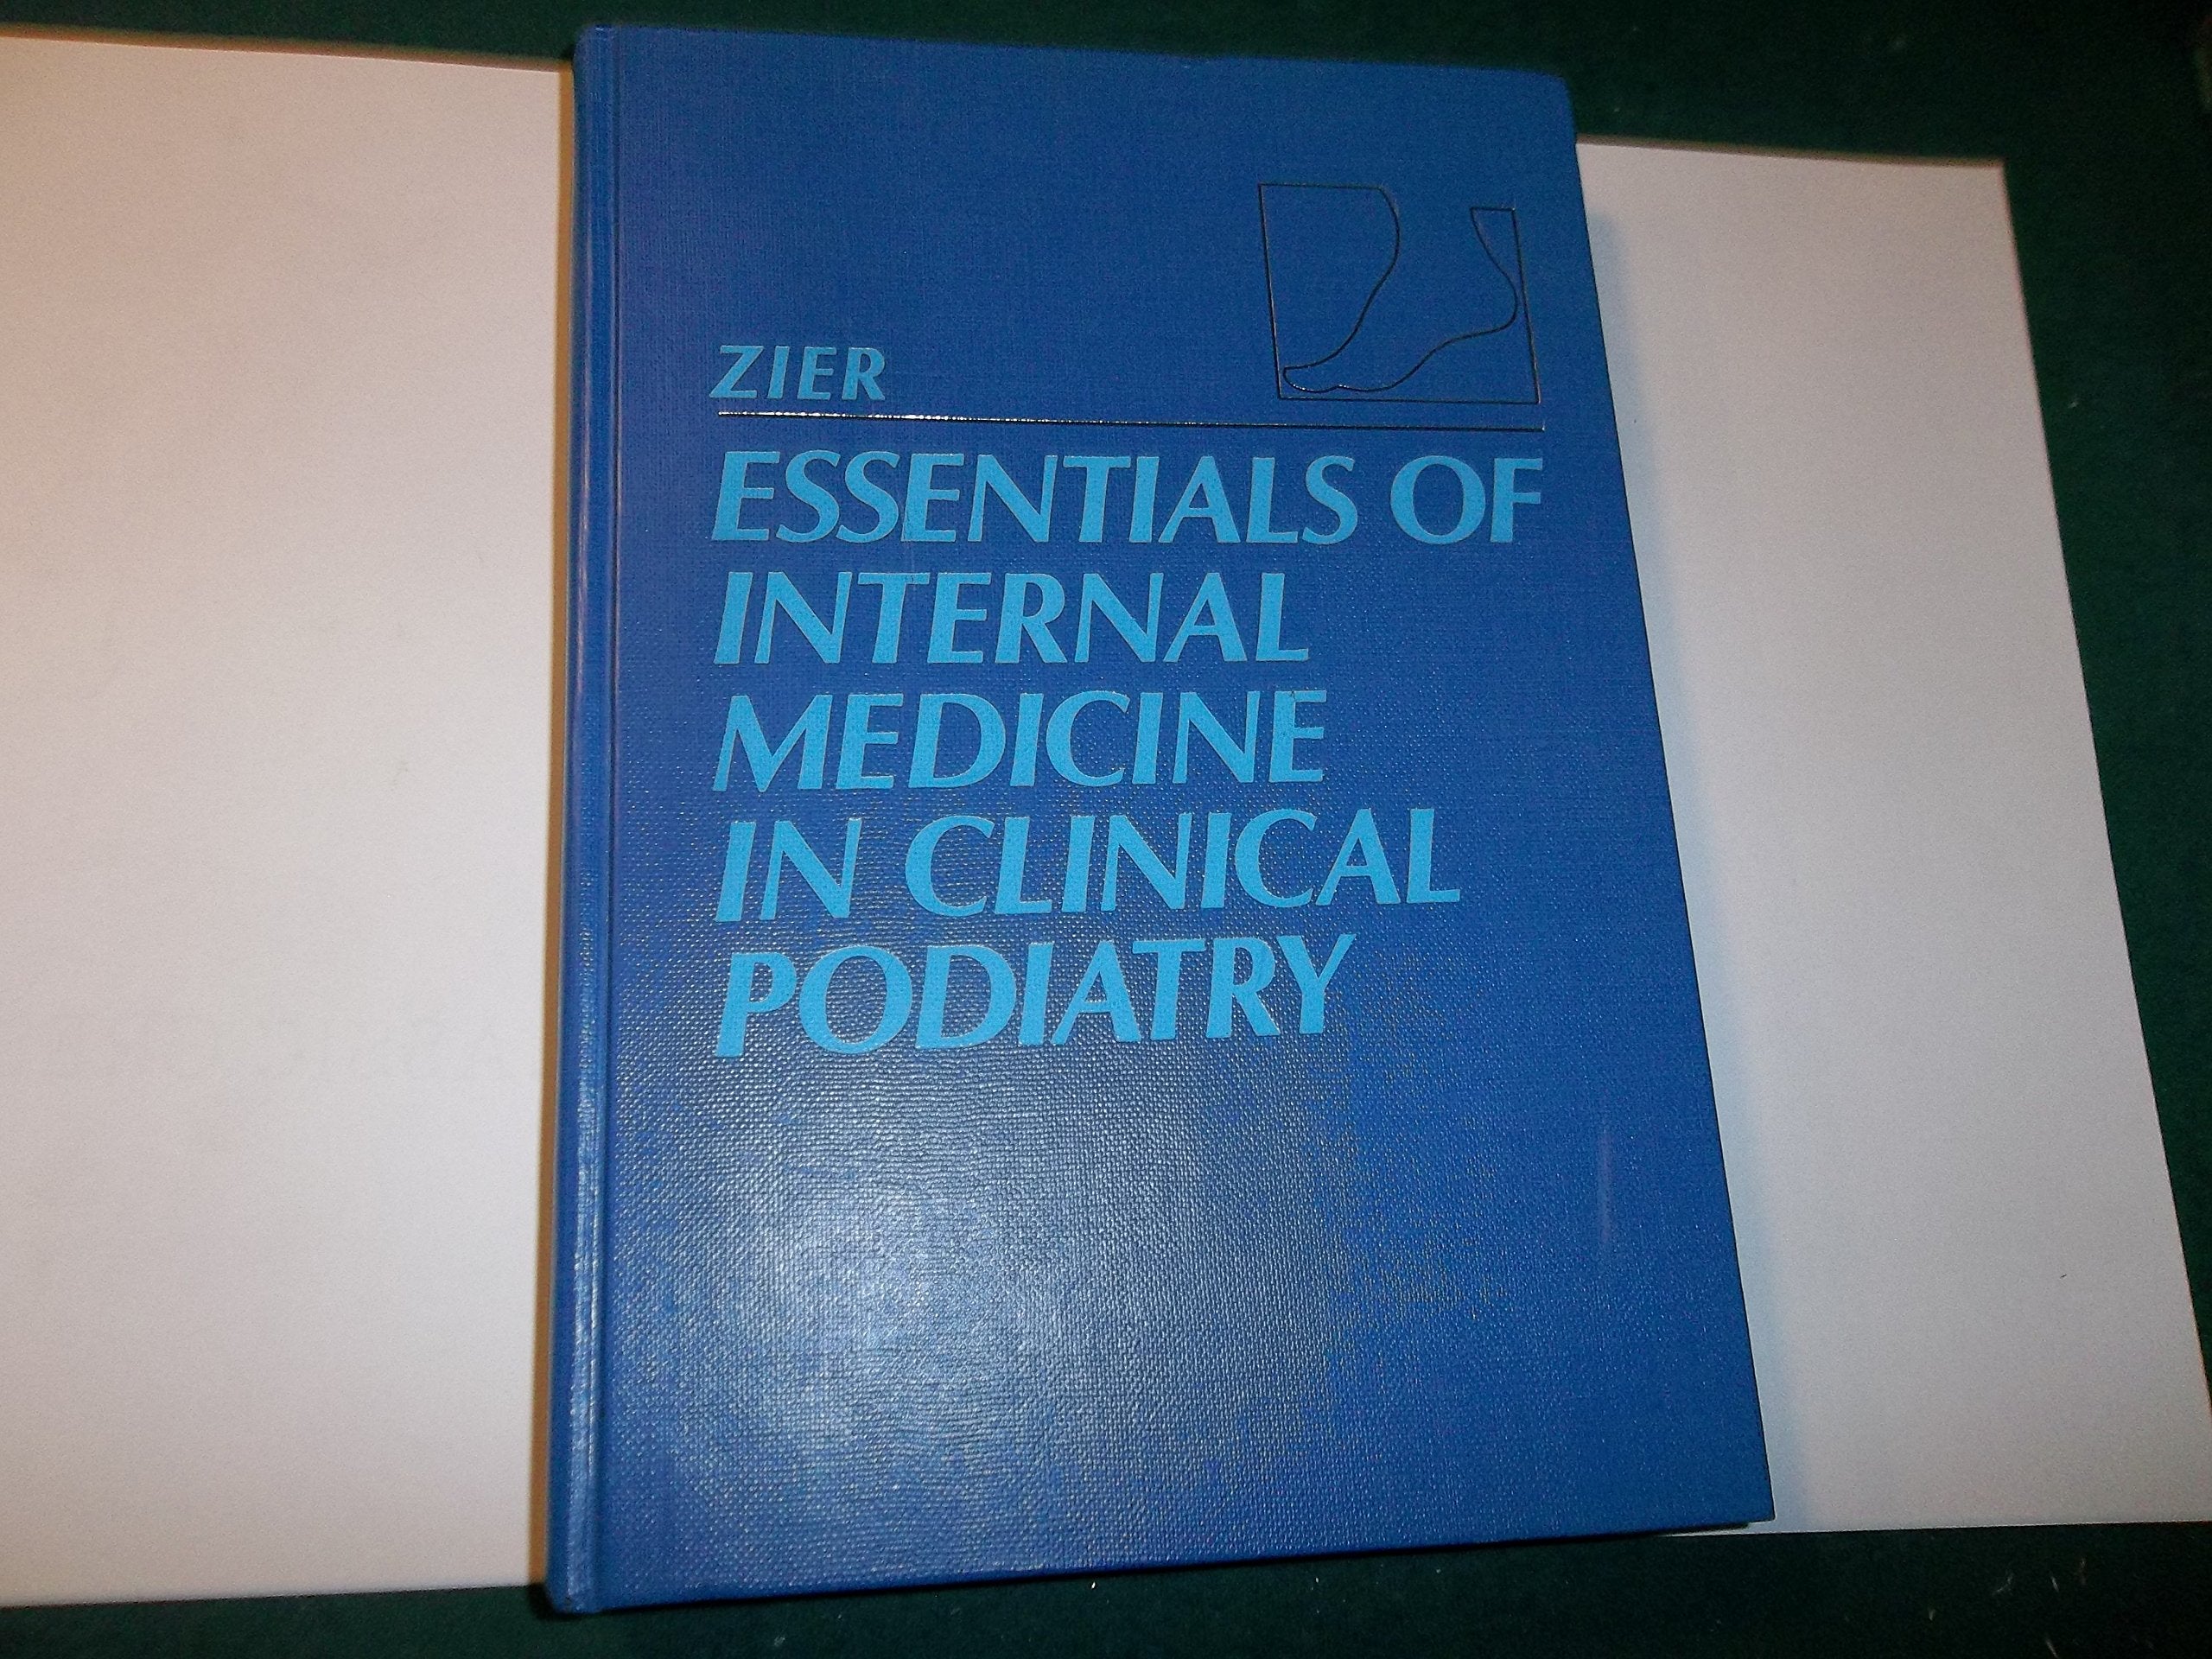 ZIER
ESSENTIALS OF
INTERNAL
MEDICINE
IN CLINICAL
PODIATRY